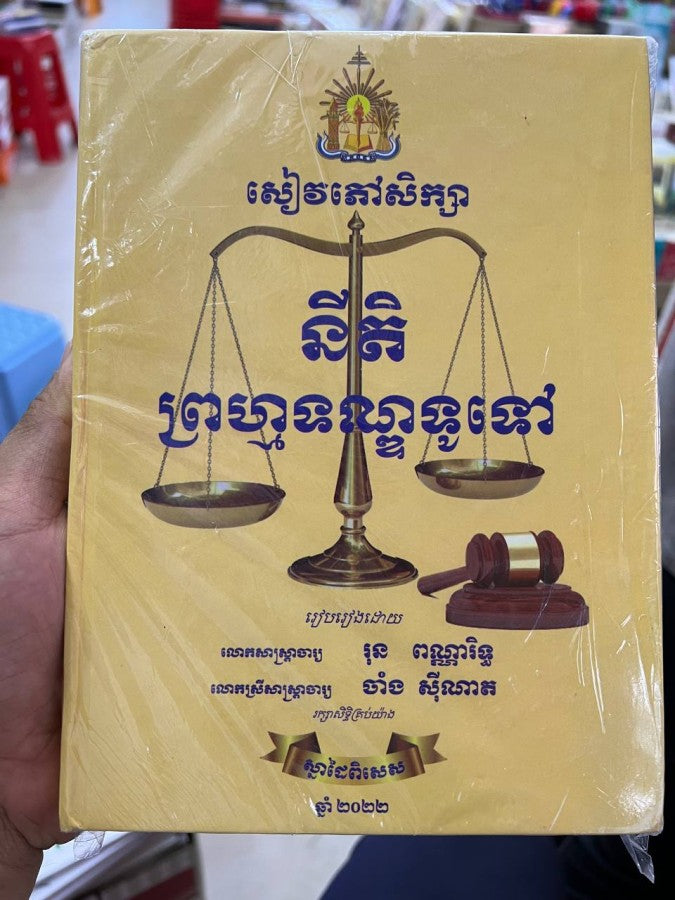 សៀវភៅសិក្សា
នីតិ
ព្រហ្មទណ្ឌទូទៅ
រៀបរៀងដោយ
លោកសាស្ត្រាចារ្យ រុន ពណ្ណារិទ្ធ
លោកស្រីសាស្ត្រាចារ្យ ចាំង ស៊ីណាត
រក្សាសិទ្ធិគ្រប់យ៉ាង
ស្នាដៃពិសេស
ឆ្នាំ ២០២២